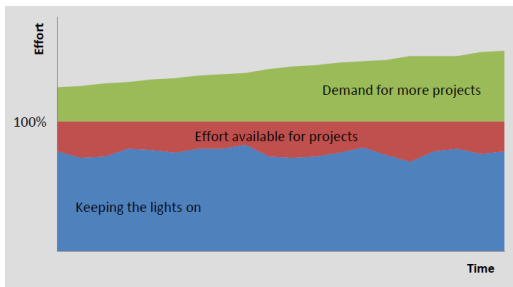 Effort
Demand for more projects
100%
Effort available for projects
Keeping the lights on
Time